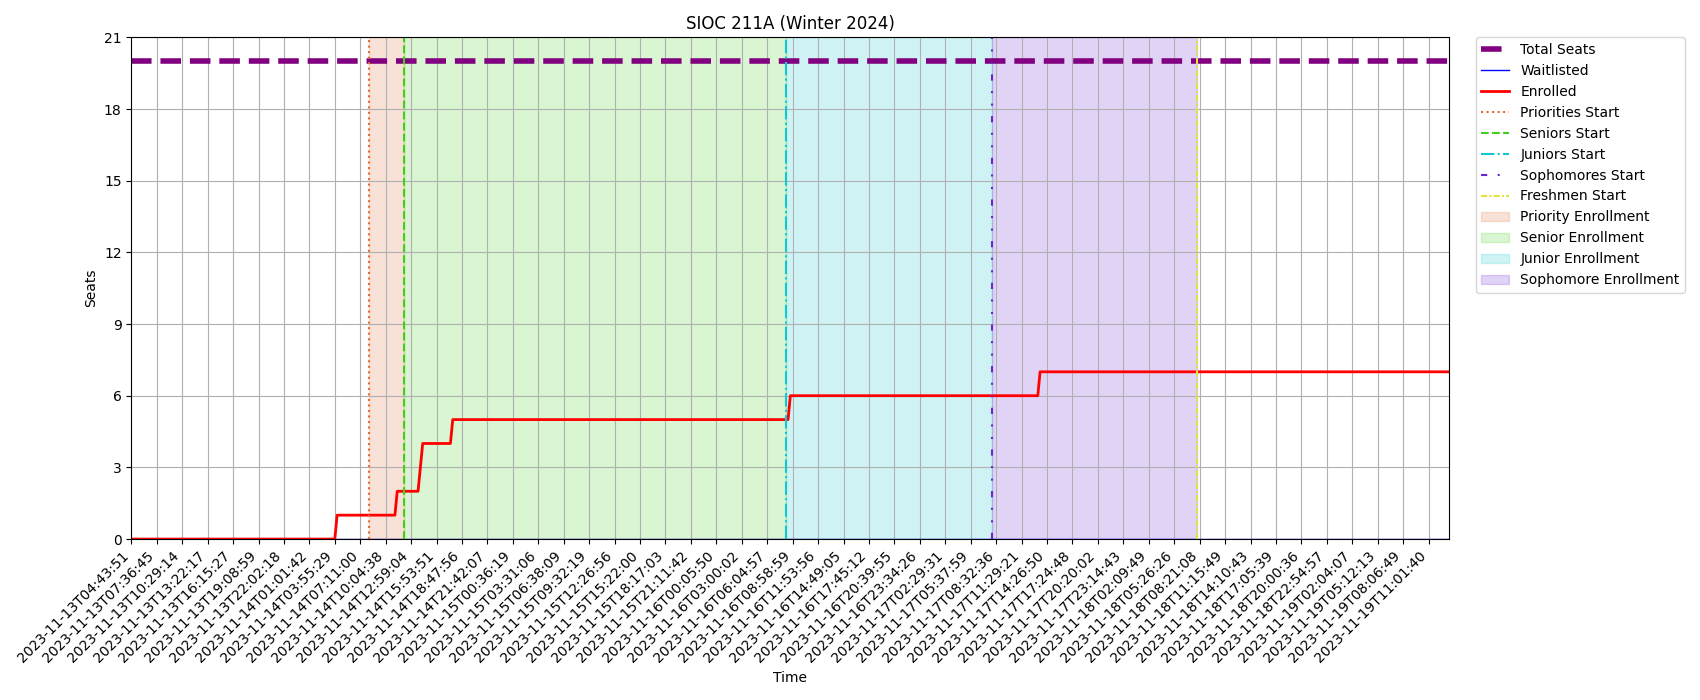 SIOC 211A (Winter 2024)
Seats
21
18
15
12
9
6
3
0
2023-11-13T04:43:51
2023-11-13T07:36:45
2023-11-13T10:29:14
2023-11-13T13:22:17
2023-11-13T16:15:27
2023-11-13T19:08:59
2023-11-13T22:02:18
2023-11-14T01:01:42
2023-11-14T03:55:29
2023-11-14T07:11:00
2023-11-14T10:04:38
2023-11-14T12:59:04
2023-11-14T15:53:51
2023-11-14T18:47:56
2023-11-14T21:42:07
2023-11-15T00:36:19
2023-11-15T03:31:06
2023-11-15T06:38:09
2023-11-15T09:32:19
2023-11-15T12:26:56
2023-11-15T15:22:00
2023-11-15T18:17:03
2023-11-15T21:11:42
2023-11-16T00:05:50
2023-11-16T03:00:02
2023-11-16T06:04:57
2023-11-16T08:58:59
2023-11-16T11:53:56
2023-11-16T14:49:05
2023-11-16T17:45:12
2023-11-16T20:39:55
2023-11-16T23:34:26
2023-11-17T02:29:31
2023-11-17T05:37:59
2023-11-17T08:32:36
2023-11-17T11:29:21
2023-11-17T14:26:50
2023-11-17T17:24:48
2023-11-17T20:20:02
2023-11-17T23:14:43
2023-11-18T02:09:49
2023-11-18T05:26:26
2023-11-18T08:21:08
2023-11-18T11:15:49
2023-11-18T14:10:43
2023-11-18T17:05:39
2023-11-18T20:00:36
2023-11-18T22:54:57
2023-11-19T02:04:07
2023-11-19T05:12:13
2023-11-19T08:06:49
2023-11-19T11:01:40
Time
Total Seats
Waitlisted
Enrolled
Priorities Start
Seniors Start
Juniors Start
Sophomores Start
Freshmen Start
Priority Enrollment
Senior Enrollment
Junior Enrollment
Sophomore Enrollment